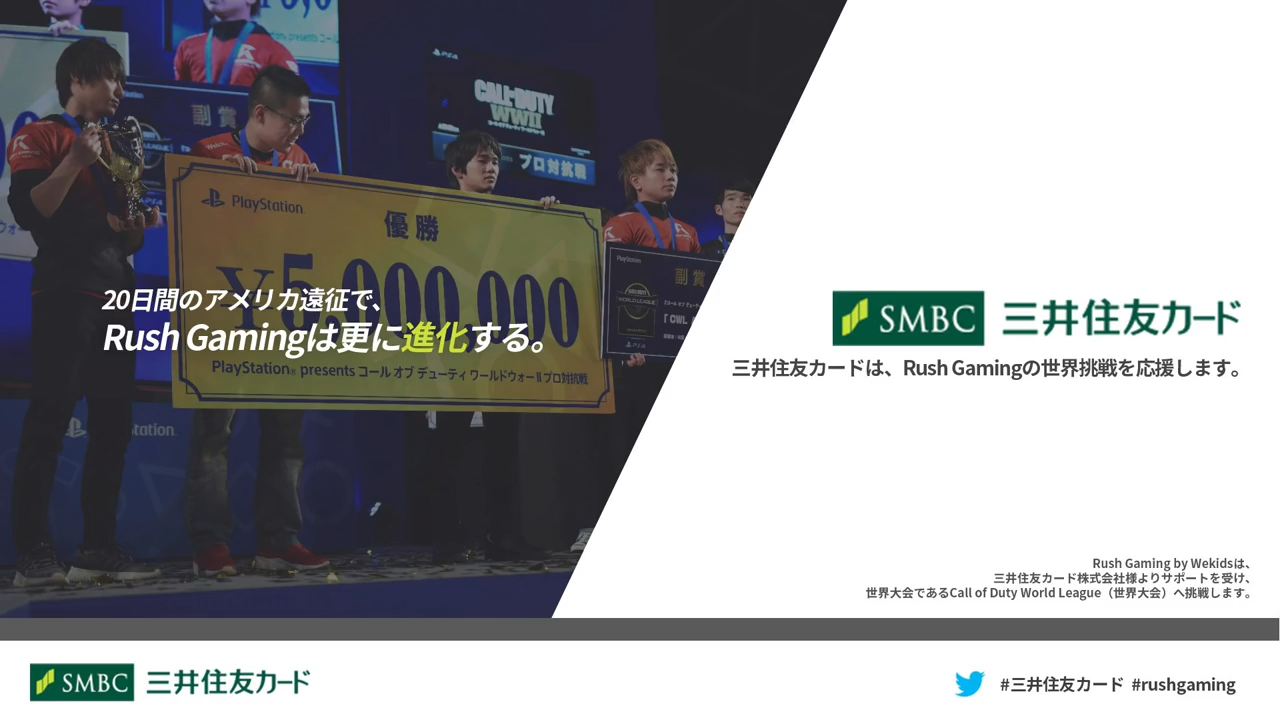 PS4
CALL OF DUTY
WWII
プロ対抗戦
副賞
PlayStation
優勝
¥5,000,000
PlayStation® presents コール オブ デューティ ワールドウォーⅡ プロ対抗戦
PlayStation
副賞
WORLD LEAGUE
「CWL
20日間のアメリカ遠征で、
Rush Gamingは更に進化する。
SMBC 三井住友カード
三井住友カードは、Rush Gamingの世界挑戦を応援します。
Rush Gaming by Wekidsは、
三井住友カード株式会社様よりサポートを受け、
世界大会であるCall of Duty World League（世界大会）へ挑戦します。
SMBC 三井住友カード
#三井住友カード #rushgaming